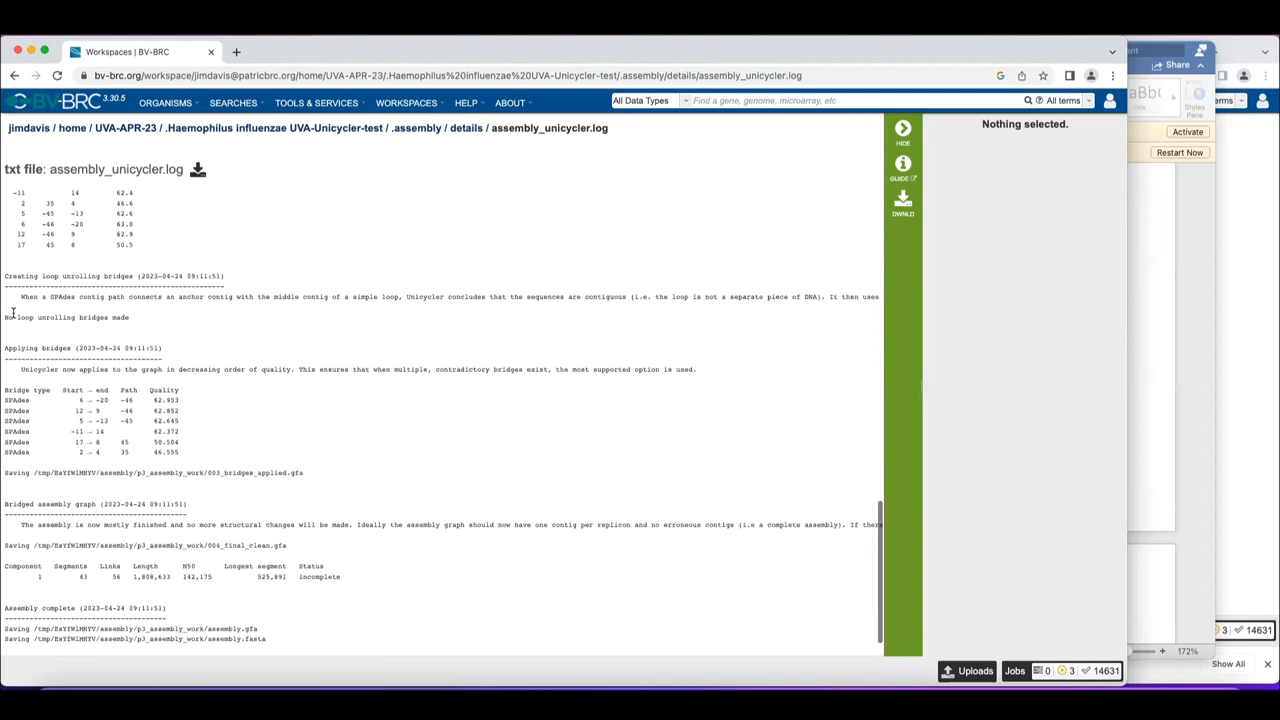 Workspaces | BV-BRC
ant
bv-brc.org/workspace/jimdavis@patricbrc.org/home/UVA-APR-23/.Haemophilus%20influenzae%20UVA-Unicycler-test/.assembly/details/assembly_unicycler.log
Share
BV-BRC 3.30.5 ORGANISMS SEARCHES TOOLS & SERVICES WORKSPACES HELP ABOUT All Data Types Find a gene, genome, microarray, etc All terms
Styles Pane
jimdavis / home / UVA-APR-23 / .Haemophilus influenzae UVA-Unicycler-test / .assembly / details / assembly_unicycler.log
Nothing selected.
Activate
HIDE
Restart Now
txt file: assembly_unicycler.log
GUIDE
DWNLD
-11 14 62.4
2 35 4 46.6
5 -45 -13 62.6
6 -46 -20 63.0
12 -46 9 62.9
17 45 8 50.5
Creating loop unrolling bridges (2023-04-24 09:11:51)
When a SPAdes contig path connects an anchor contig with the middle contig of a simple loop, Unicycler concludes that the sequences are contiguous (i.e. the loop is not a separate piece of DNA). It then uses
No loop unrolling bridges made
Applying bridges (2023-04-24 09:11:51)
Unicycler now applies to the graph in decreasing order of quality. This ensures that when multiple, contradictory bridges exist, the most supported option is used.
Bridge type Start → end Path Quality
SPAdes 6 → -20 -46 62.953
SPAdes 12 → 9 -46 62.852
SPAdes 5 → -13 -45 62.645
SPAdes -11 → 14 62.372
SPAdes 17 → 8 45 50.504
SPAdes 2 → 4 35 46.555
Saving /tmp/EsYfWlMHYV/assembly/p3_assembly_work/003_bridges_applied.gfa
Bridged assembly graph (2023-04-24 09:11:51)
The assembly is now mostly finished and no more structural changes will be made. Ideally the assembly graph should now have one contig per replicon and no erroneous contigs (i.e a complete assembly). If there
Saving /tmp/EsYfWlMHYV/assembly/p3_assembly_work/004_final_clean.gfa
Component Segments Links Length N50 Longest segment Status
1 43 56 1,808,633 142,175 525,891 incomplete
Assembly complete (2023-04-24 09:11:51)
Saving /tmp/EsYfWlMHYV/assembly/p3_assembly_work/assembly.gfa
Saving /tmp/EsYfWlMHYV/assembly/p3_assembly_work/assembly.fasta
3 14631
172%
Show All
Uploads Jobs 0 3 14631